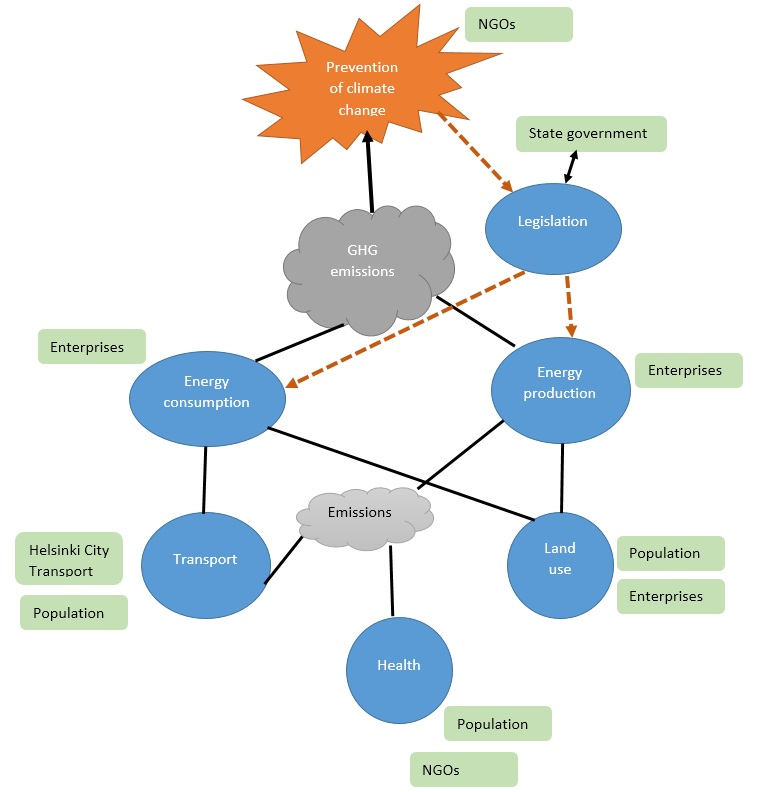 NGOs
Prevention
of climate
change
State government
Legislation
GHG
emissions
Enterprises
Energy
consumption
Energy
production
Enterprises
Emissions
Helsinki City
Transport
Transport
Land
use
Population
Enterprises
Population
Health
Population
NGOs